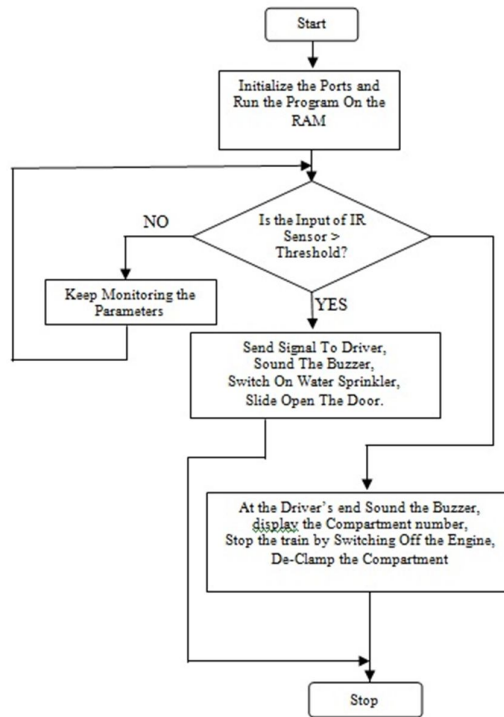 Start
Initialize the Ports and
Run the Program On the
RAM
Is the Input of IR
Sensor >
Threshold?
NO
YES
Keep Monitoring the
Parameters
Send Signal To Driver,
Sound The Buzzer,
Switch On Water Sprinkler,
Slide Open The Door.
At the Driver's end Sound the Buzzer,
display the Compartment number,
Stop the train by Switching Off the Engine,
De-Clamp the Compartment
Stop